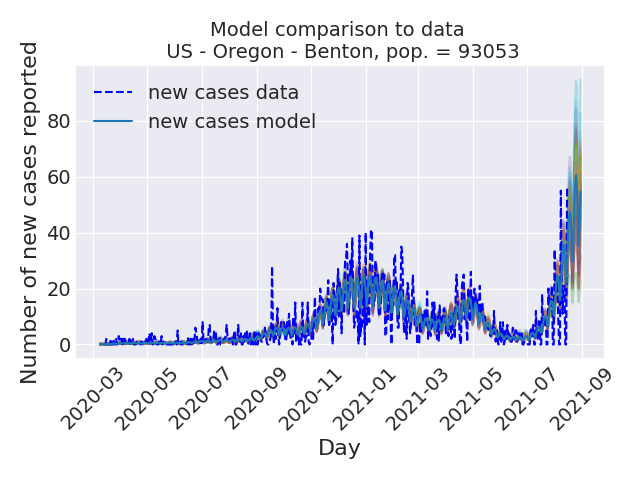 Model comparison to data
US - Oregon - Benton, pop. = 93053
Number of new cases reported
new cases data
new cases model
80
60
40
20
0
2020-03
2020-05
2020-07
2020-09
2020-11
2021-01
2021-03
2021-05
2021-07
2021-09
Day